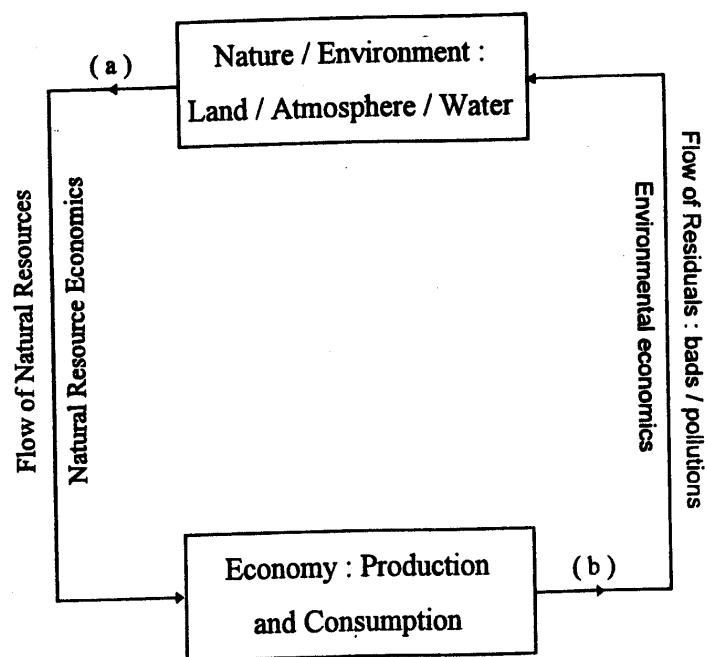 Nature / Environment :
Land / Atmosphere / Water
( a )
Flow of Natural Resources
Natural Resource Economics
Flow of Residuals : bads / pollutions
Environmental economics
Economy : Production
and Consumption
( b )